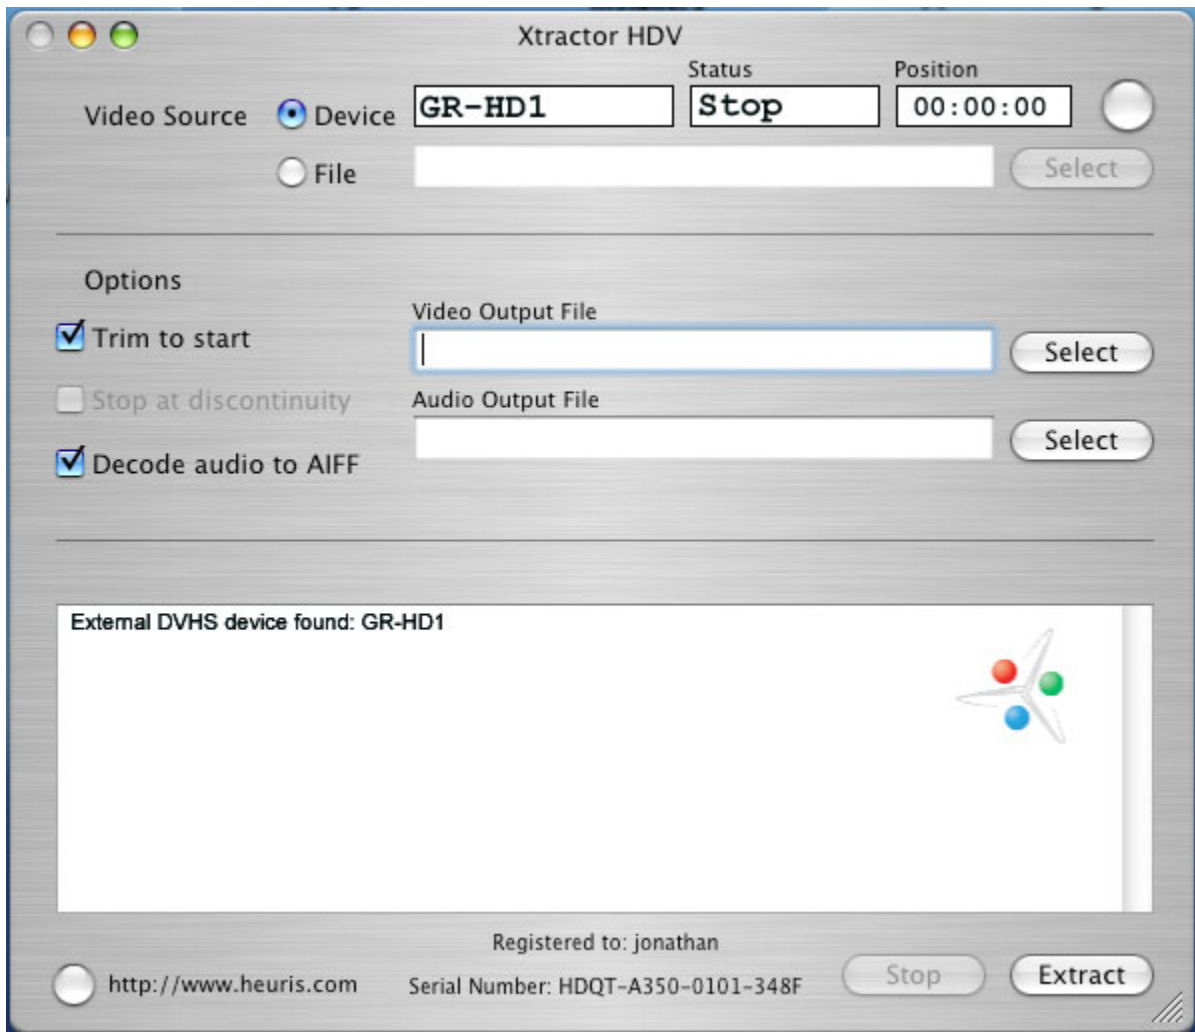 Xtractor HDV
Status
Position
Video Source
Device
GR-HD1
Stop
00:00:00
File
Select
Options
Video Output File
Trim to start
Select
Stop at discontinuity
Audio Output File
Select
Decode audio to AIFF
External DVHS device found: GR-HD1
Registered to: jonathan
http://www.heuris.com
Serial Number: HDQT-A350-0101-348F
Stop
Extract